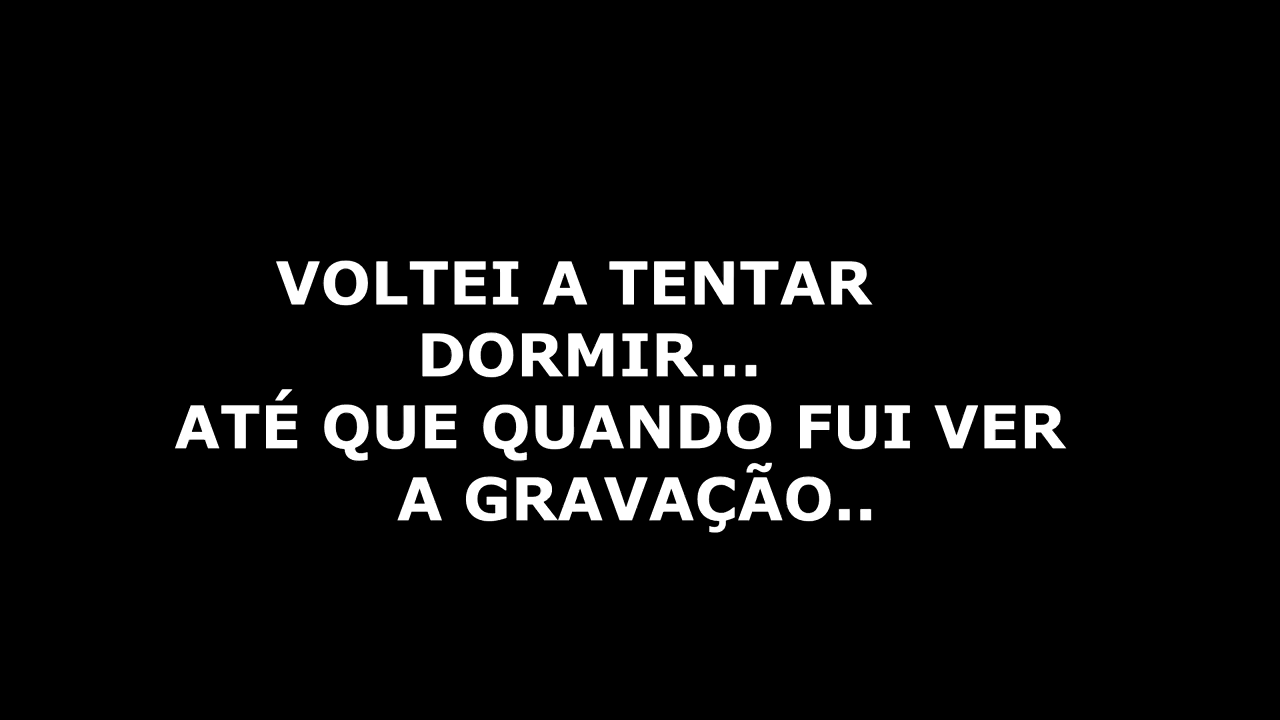 VOLTEI A TENTAR
DORMIR...
ATÉ QUE QUANDO FUI VER
A GRAVAÇÃO..